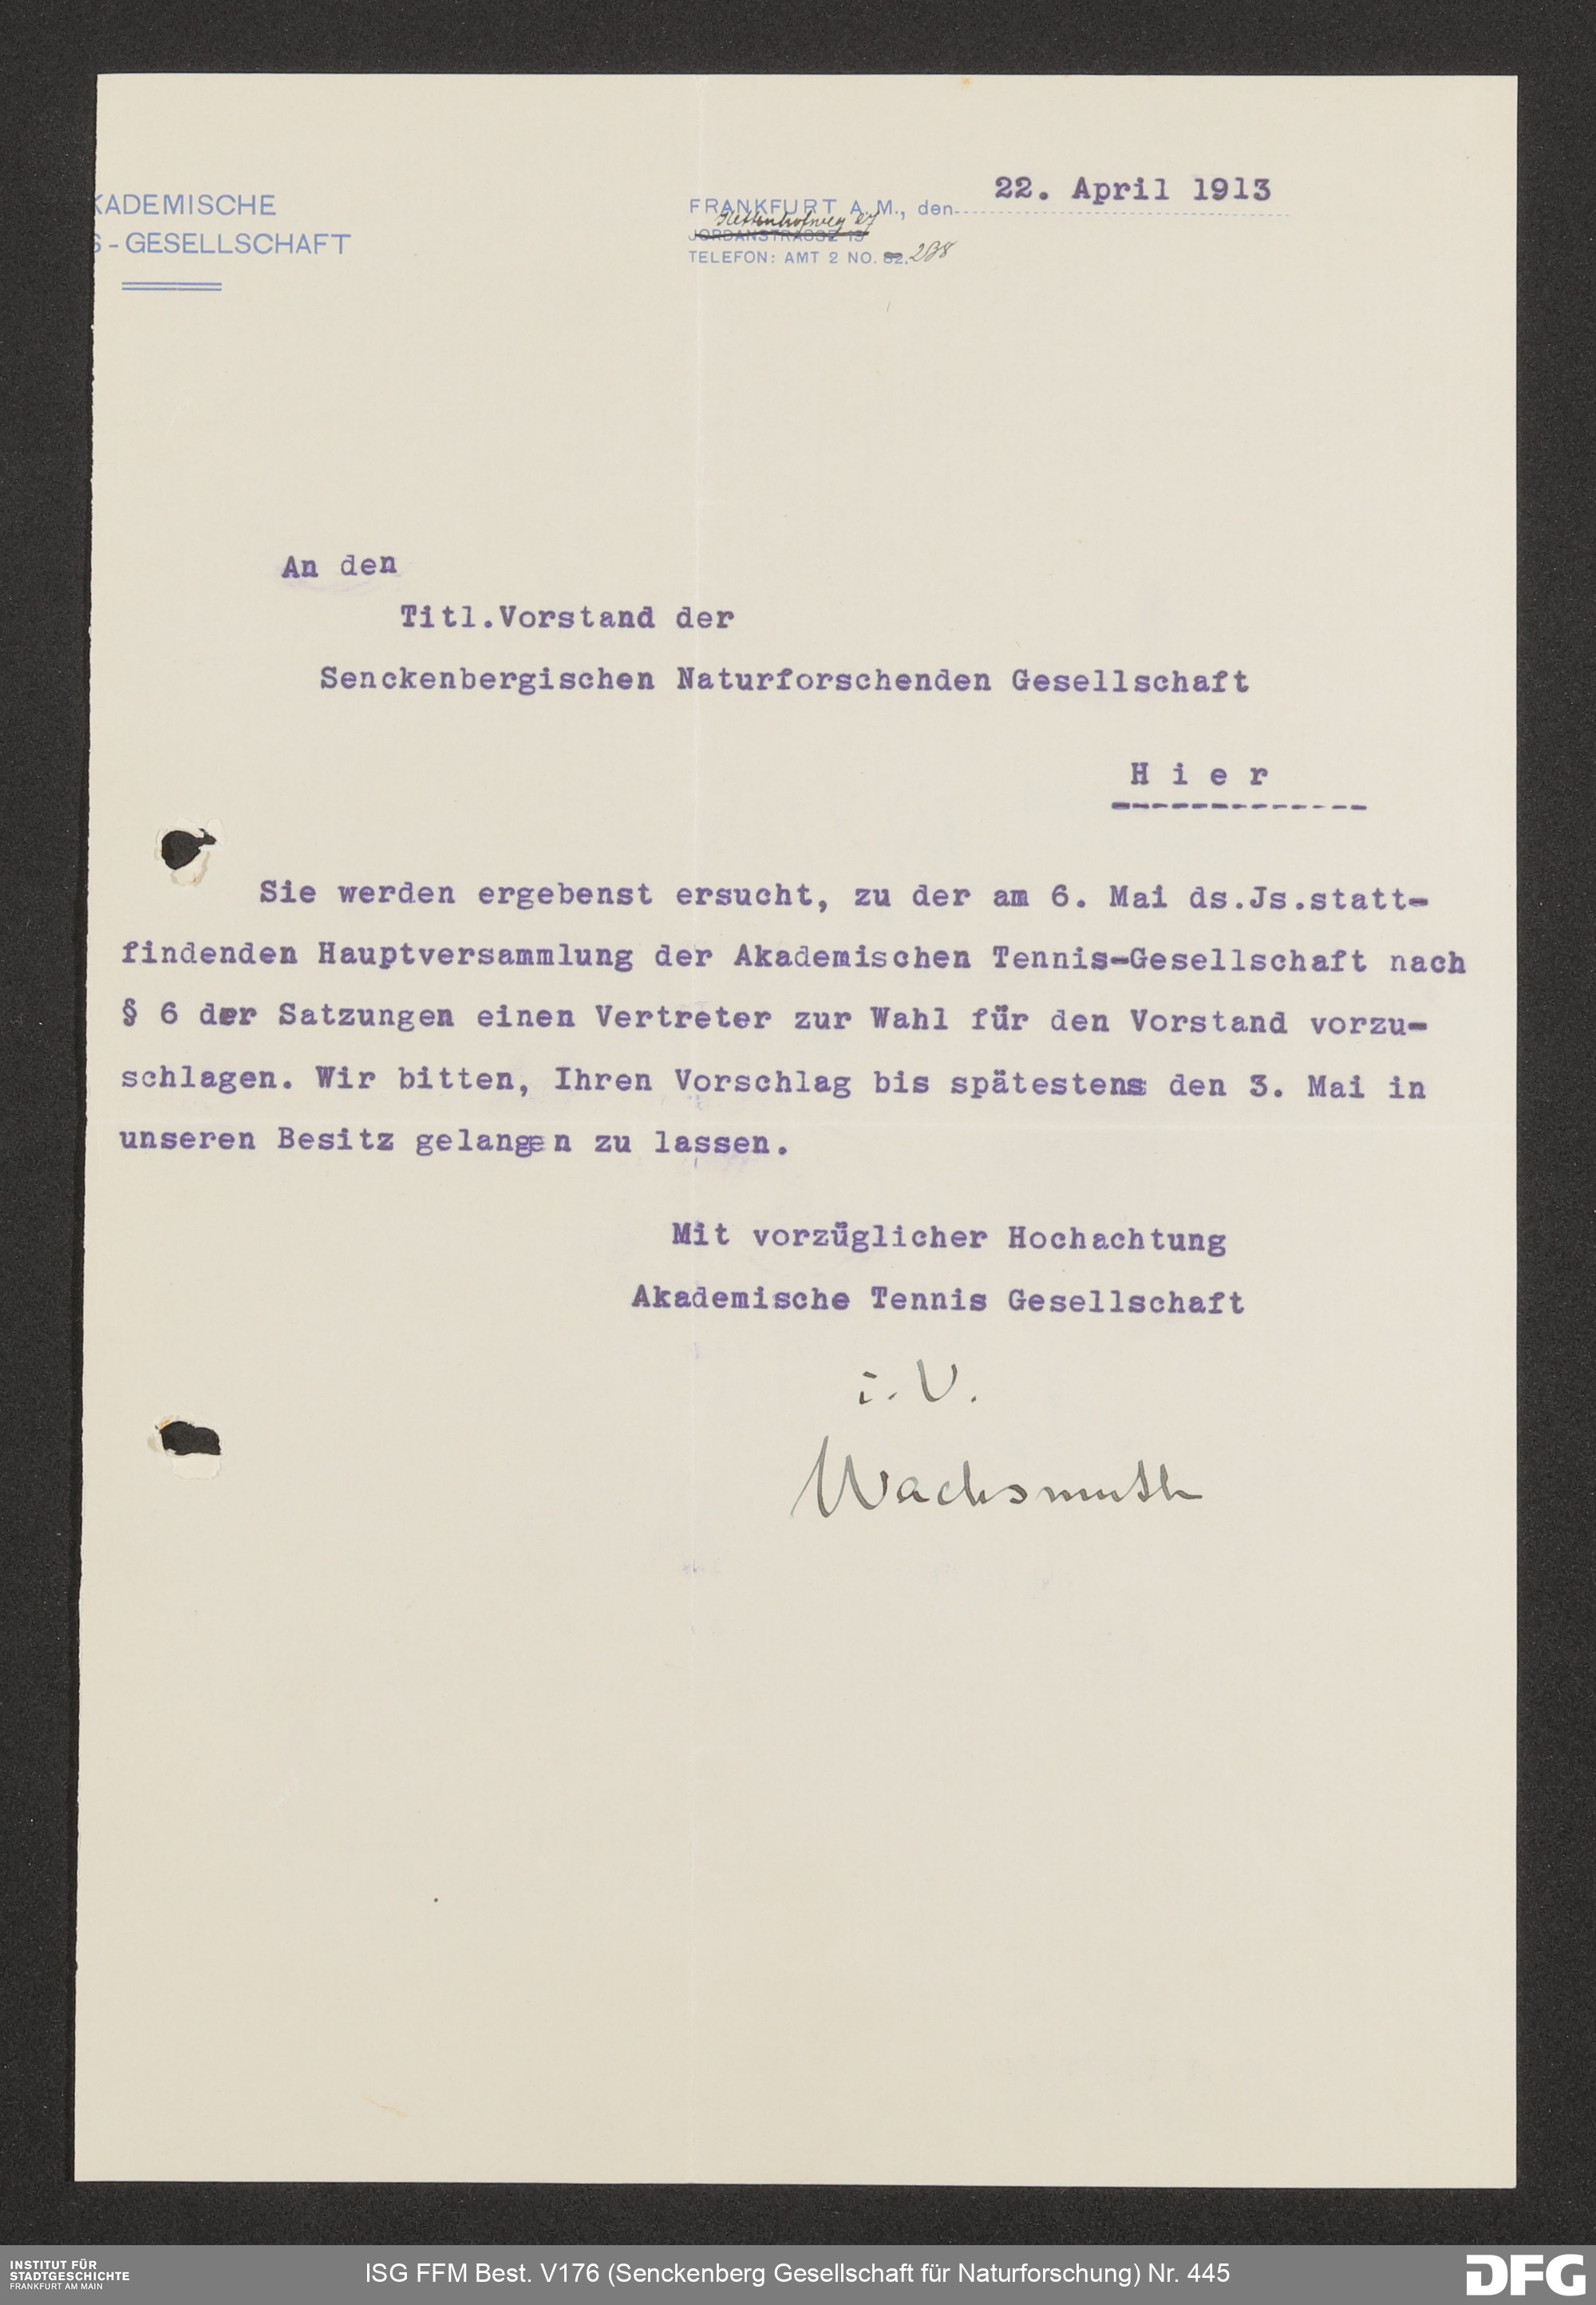 KADEMISCHE
S-GESELLSCHAFT
22. April 1913
FRANKFURT A. M., den
Kettenhofweg
JORDANSTRASSE 19
TELEFON: AMT 2 NO. 82. 238
An den
Titl.Vorstand der
Senckenbergischen Naturforschenden Gesellschaft
H i e r
Sie werden ergebenst ersucht, zu der am 6. Mai ds.Js.statt-
findenden Hauptversammlung der Akademischen Tennis-Gesellschaft nach
§ 6 der Satzungen einen Vertreter zur Wahl für den Vorstand vorzu-
schlagen. Wir bitten, Ihren Vorschlag bis spätestens den 3. Mai in
unseren Besitz gelangen zu lassen.
Mit vorzüglicher Hochachtung
Akademische Tennis Gesellschaft
i. V.
Wachsmuth
INSTITUT FÜR
STADTGESCHICHTE
FRANKFURT AM MAIN
ISG FFM Best. V176 (Senckenberg Gesellschaft für Naturforschung) Nr. 445
DFG